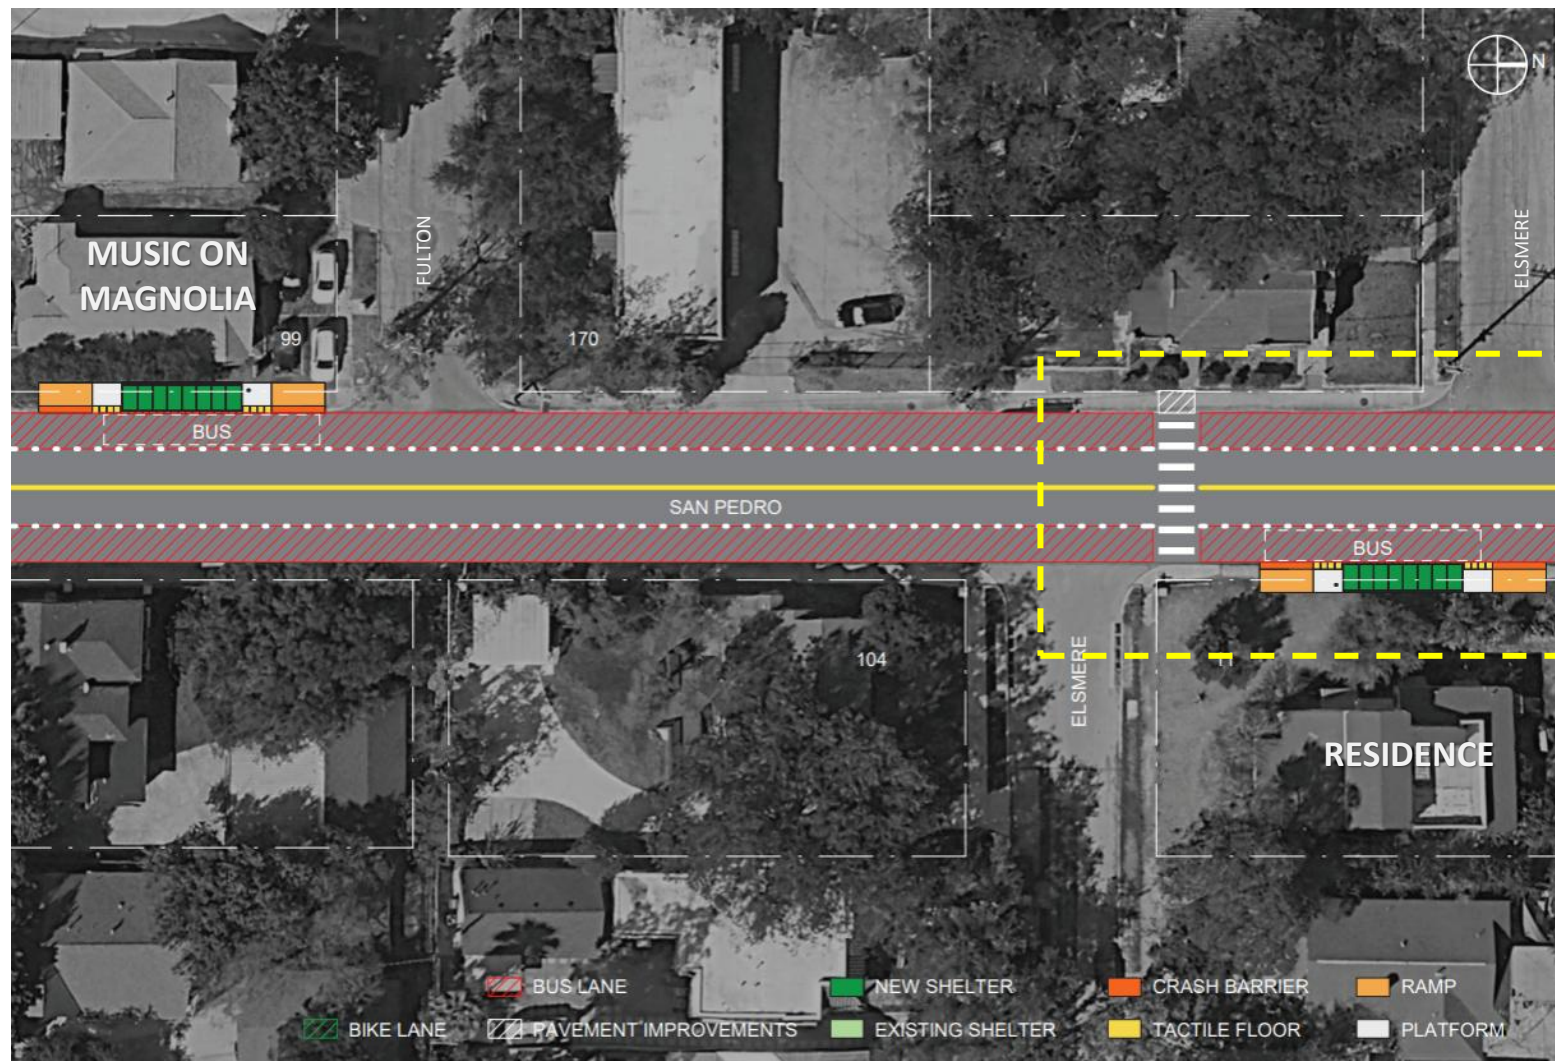 N
ELSMERE
FULTON
MUSIC ON
MAGNOLIA
99
170
BUS
SAN PEDRO
BUS
104
ELSMERE
11
RESIDENCE
BUS LANE
NEW SHELTER
CRASH BARRIER
RAMP
BIKE LANE
PAVEMENT IMPROVEMENTS
EXISTING SHELTER
TACTILE FLOOR
PLATFORM